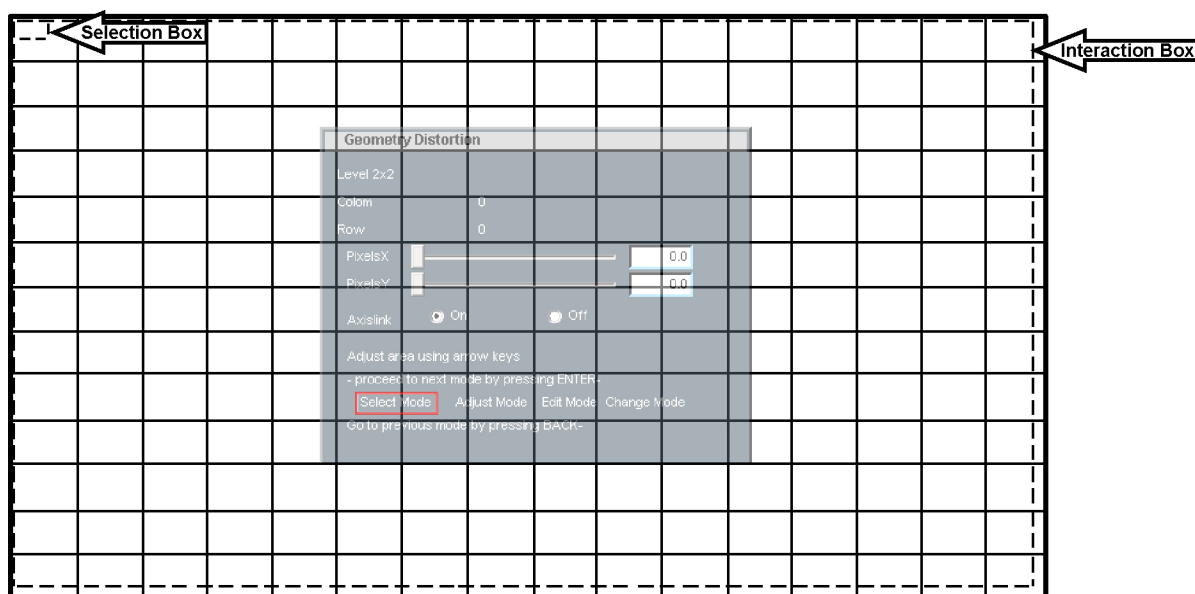 Selection Box
Interaction Box
Geometry Distortion
Level 2x2
Colom 0
Row 0
PixelsX 0.0
PixelsY 0.0
Axislink On Off
Adjust area using arrow keys
- proceed to next mode by pressing ENTER-
Select Mode Adjust Mode Edit Mode Change Mode
Go to previous mode by pressing BACK-